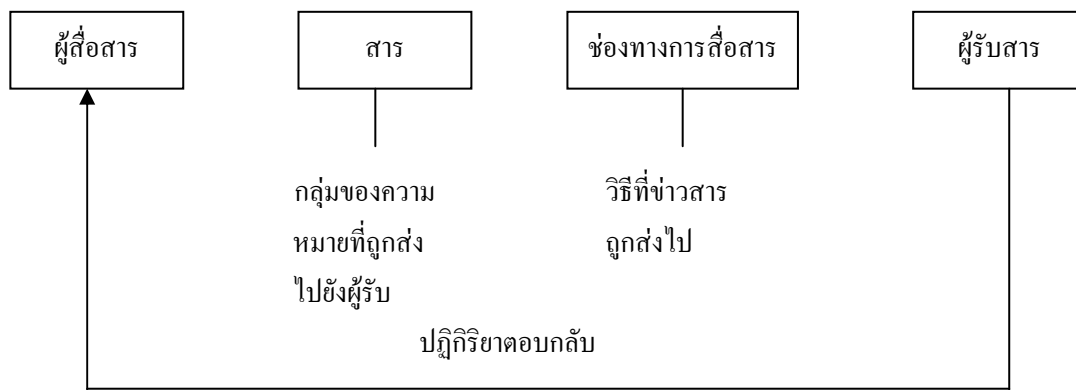 ผู้สื่อสาร
สาร
ช่องทางการสื่อสาร
ผู้รับสาร
กลุ่มของความ
หมายที่ถูกส่ง
ไปยังผู้รับ
วิธีที่ข่าวสาร
ถูกส่งไป
ปฏิกิริยาตอบกลับ